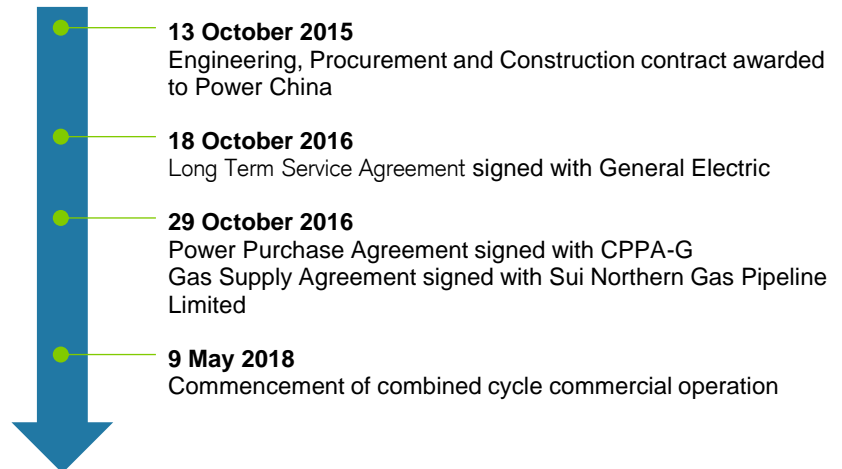 13 October 2015
Engineering, Procurement and Construction contract awarded
to Power China
18 October 2016
Long Term Service Agreement signed with General Electric
29 October 2016
Power Purchase Agreement signed with CPPA-G
Gas Supply Agreement signed with Sui Northern Gas Pipeline
Limited
9 May 2018
Commencement of combined cycle commercial operation